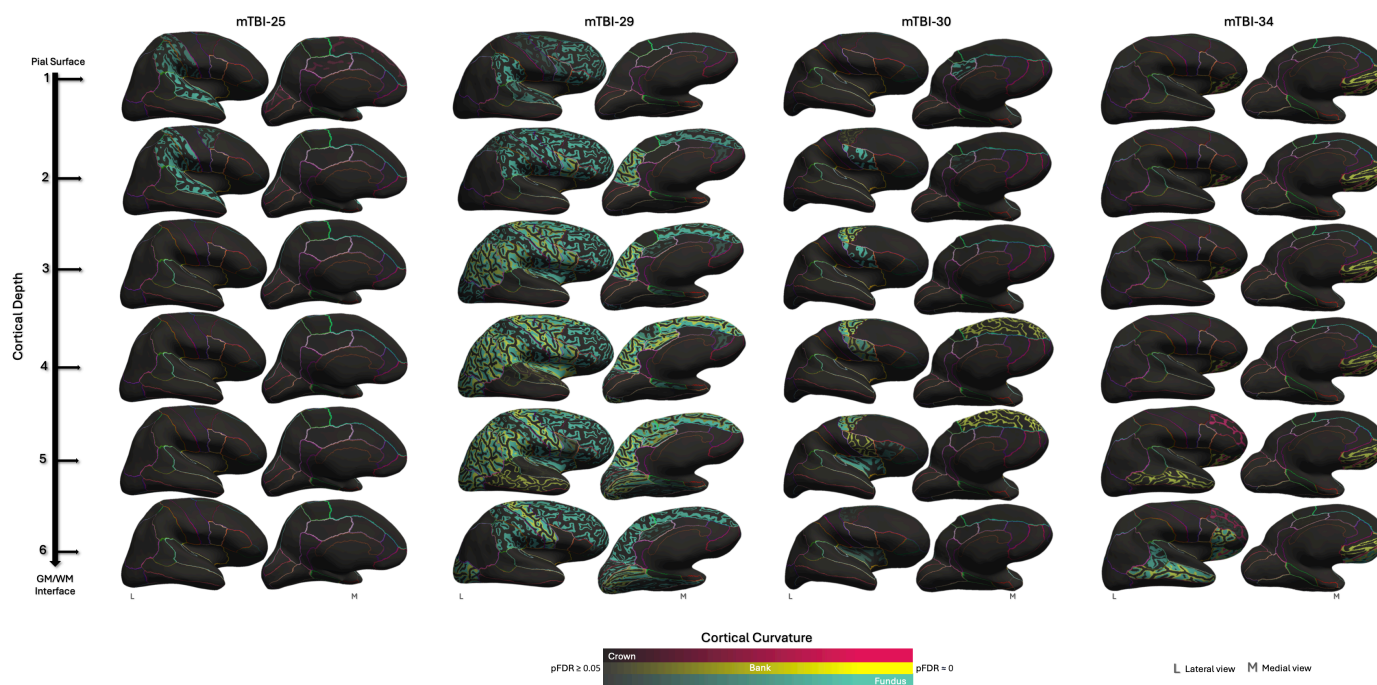 mTBI-25 mTBI-29 mTBI-30 mTBI-34
Pial Surface
1
2
3
4
5
6
Cortical Depth
GM/WM
Interface
L M L M L M L M
Cortical Curvature
Crown
pFDR ≥ 0.05 Bank pFDR ≈ 0
Fundus
L Lateral view M Medial view